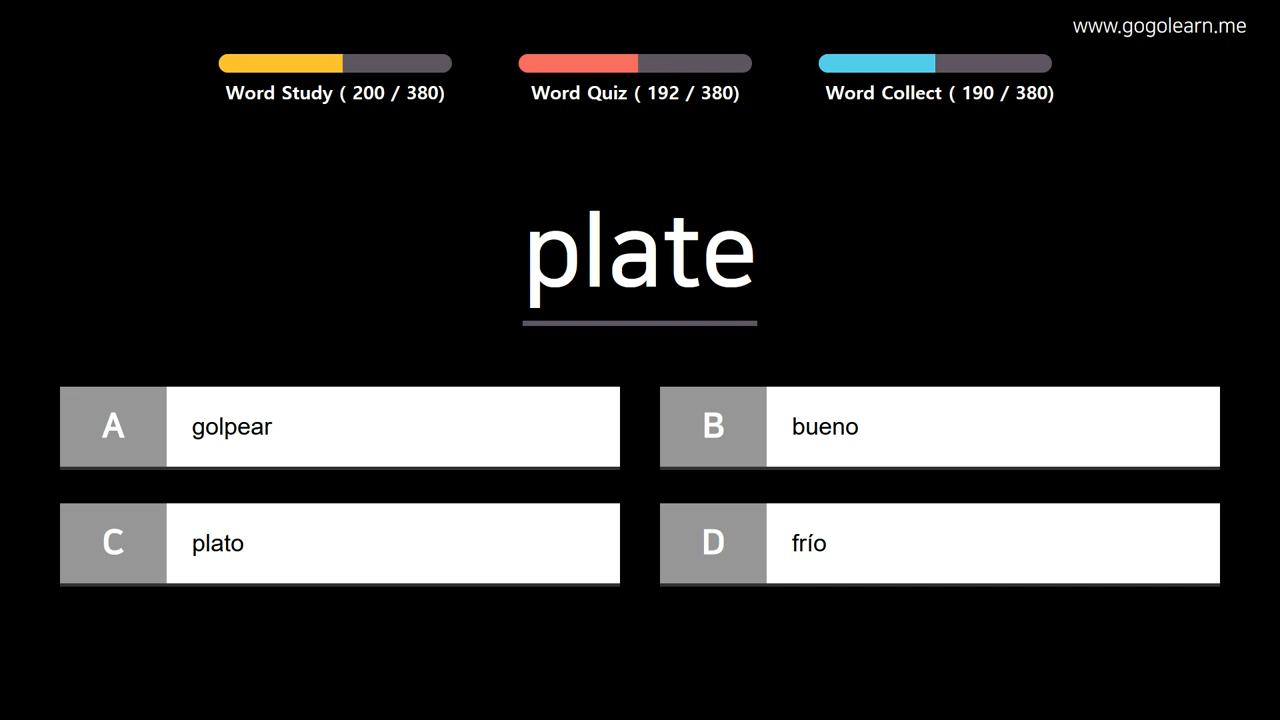 www.gogolearn.me
Word Study ( 200 / 380)
Word Quiz ( 192 / 380)
Word Collect ( 190 / 380)
plate
A golpear
B bueno
C plato
D frío